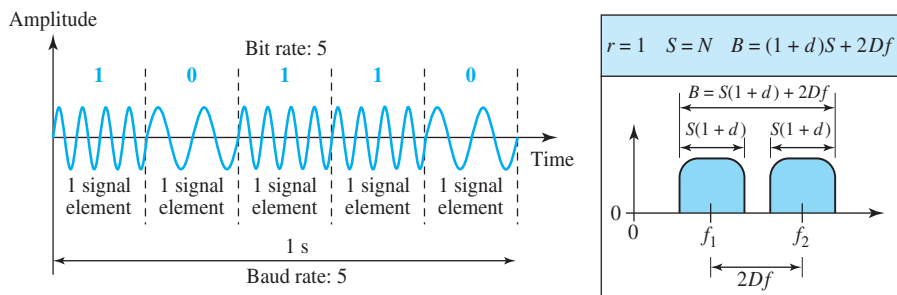 Amplitude
Bit rate: 5
1 0 1 1 0
Time
1 signal element 1 signal element 1 signal element 1 signal element 1 signal element
1 s
Baud rate: 5
r = 1 S = N B = (1 + d)S + 2Df
B = S(1 + d) + 2Df
S(1 + d) S(1 + d)
0
0 f₁ f₂
2Df